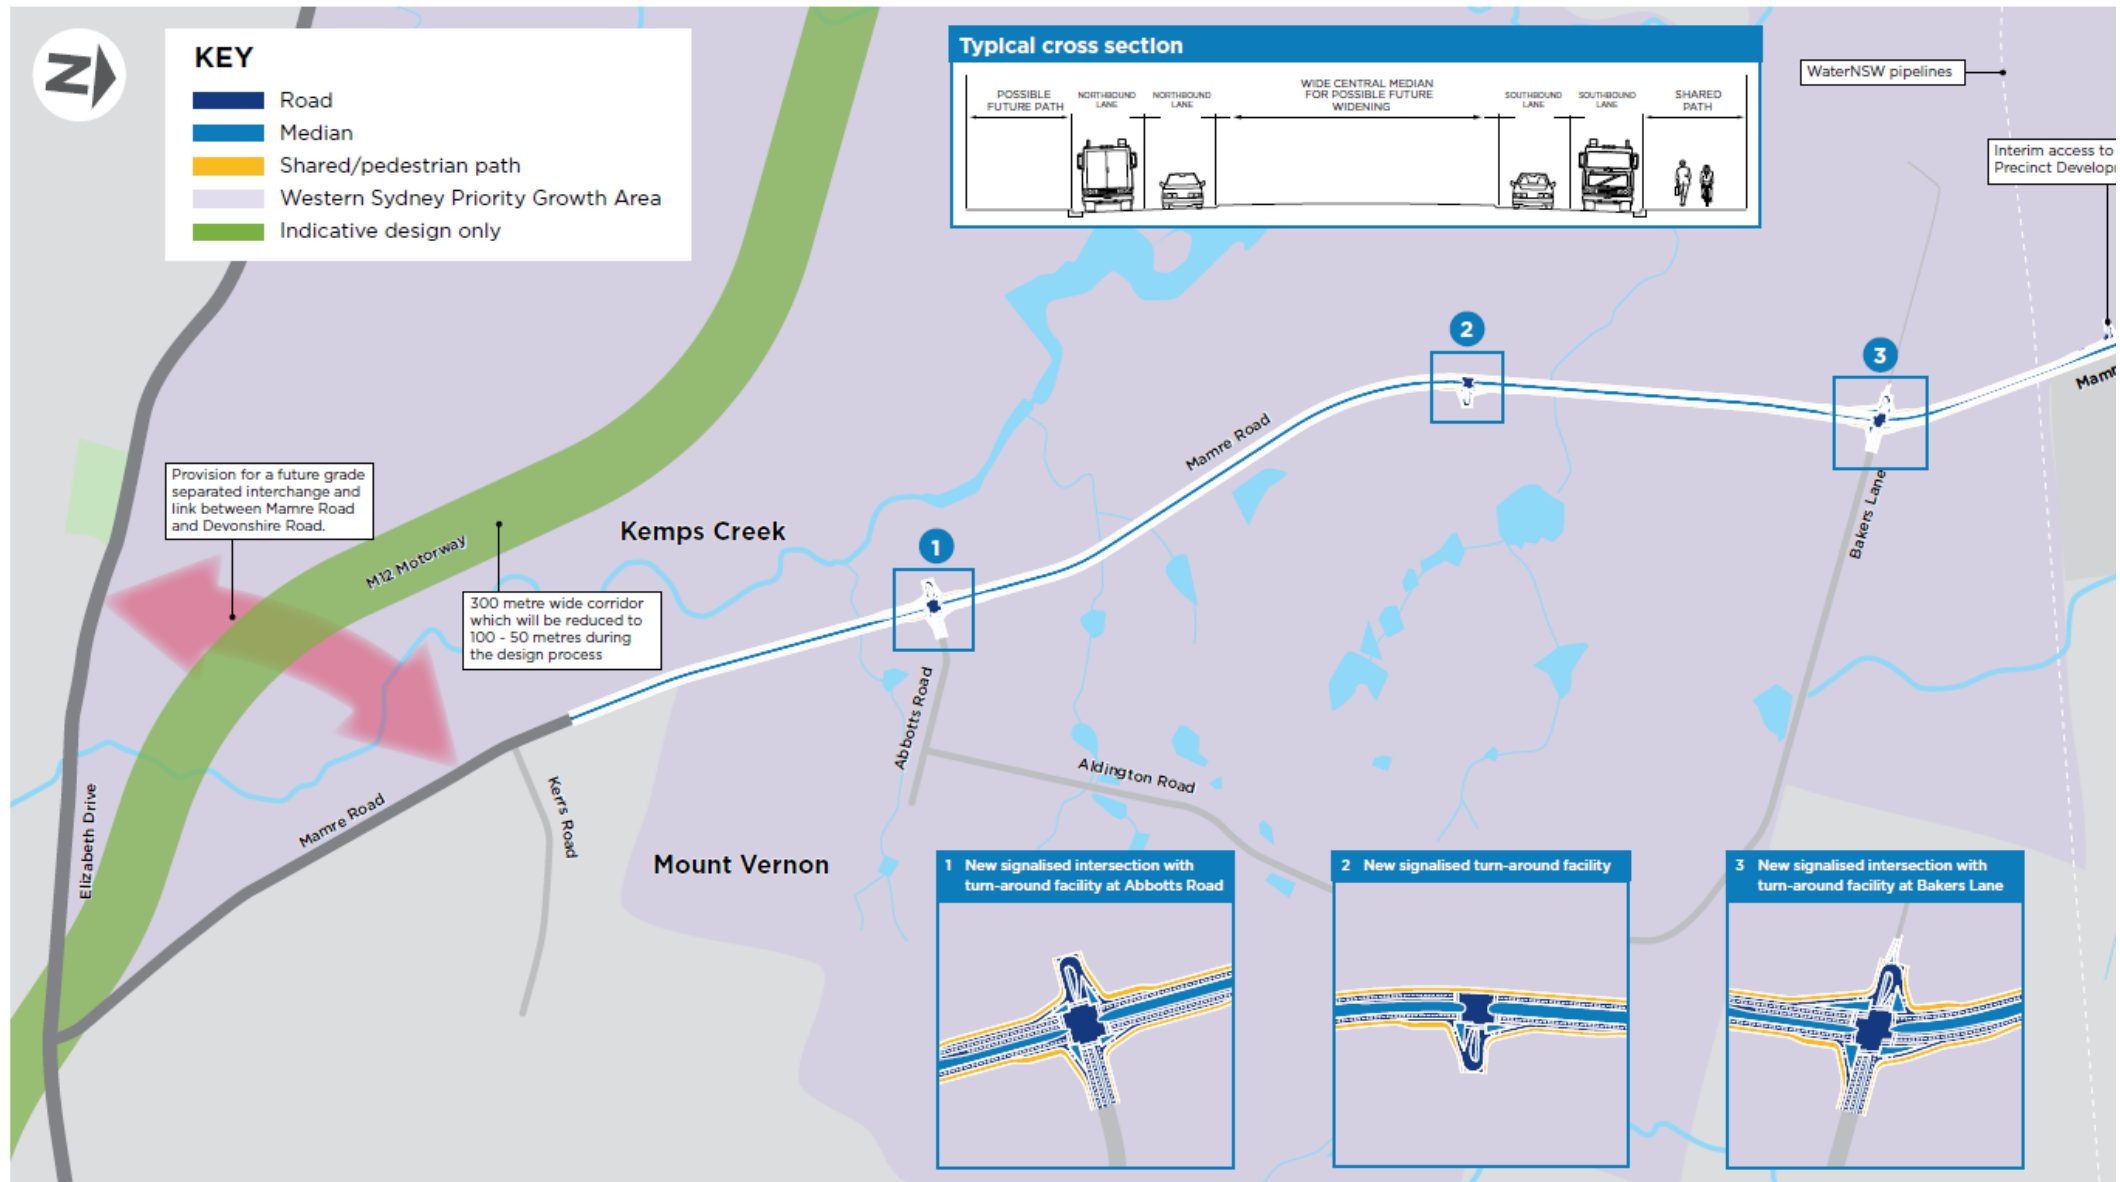 N
KEY
Road
Median
Shared/pedestrian path
Western Sydney Priority Growth Area
Indicative design only
Typical cross section
POSSIBLE
FUTURE PATH
NORTHBOUND
LANE
NORTHBOUND
LANE
WIDE CENTRAL MEDIAN
FOR POSSIBLE FUTURE
WIDENING
SOUTHBOUND
LANE
SOUTHBOUND
LANE
SHARED
PATH
WaterNSW pipelines
Interim access to
Precinct Develop
2
3
Mamr
Mamre Road
Provision for a future grade
separated interchange and
link between Mamre Road
and Devonshire Road.
M12 Motorway
Kemps Creek
1
Bakers Lane
300 metre wide corridor
which will be reduced to
100 - 50 metres during
the design process
Abbotts Road
Aldington Road
Elizabeth Drive
Mamre Road
Kerrs Road
Mount Vernon
1 New signalised intersection with
turn-around facility at Abbotts Road
2 New signalised turn-around facility
3 New signalised intersection with
turn-around facility at Bakers Lane